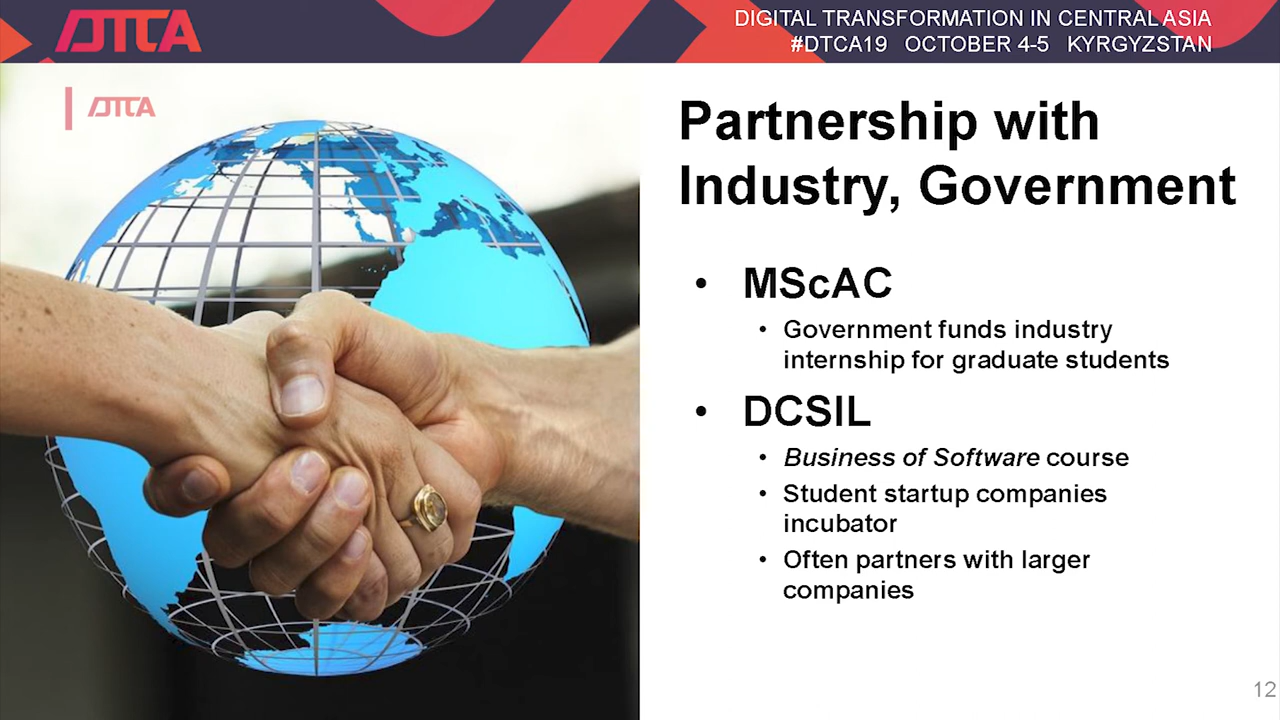 DTCA
DIGITAL TRANSFORMATION IN CENTRAL ASIA
#DTCA19 OCTOBER 4-5 KYRGYZSTAN
DTCA
Partnership with
Industry, Government
• MScAC
• Government funds industry
internship for graduate students
• DCSIL
• Business of Software course
• Student startup companies
incubator
• Often partners with larger
companies
12